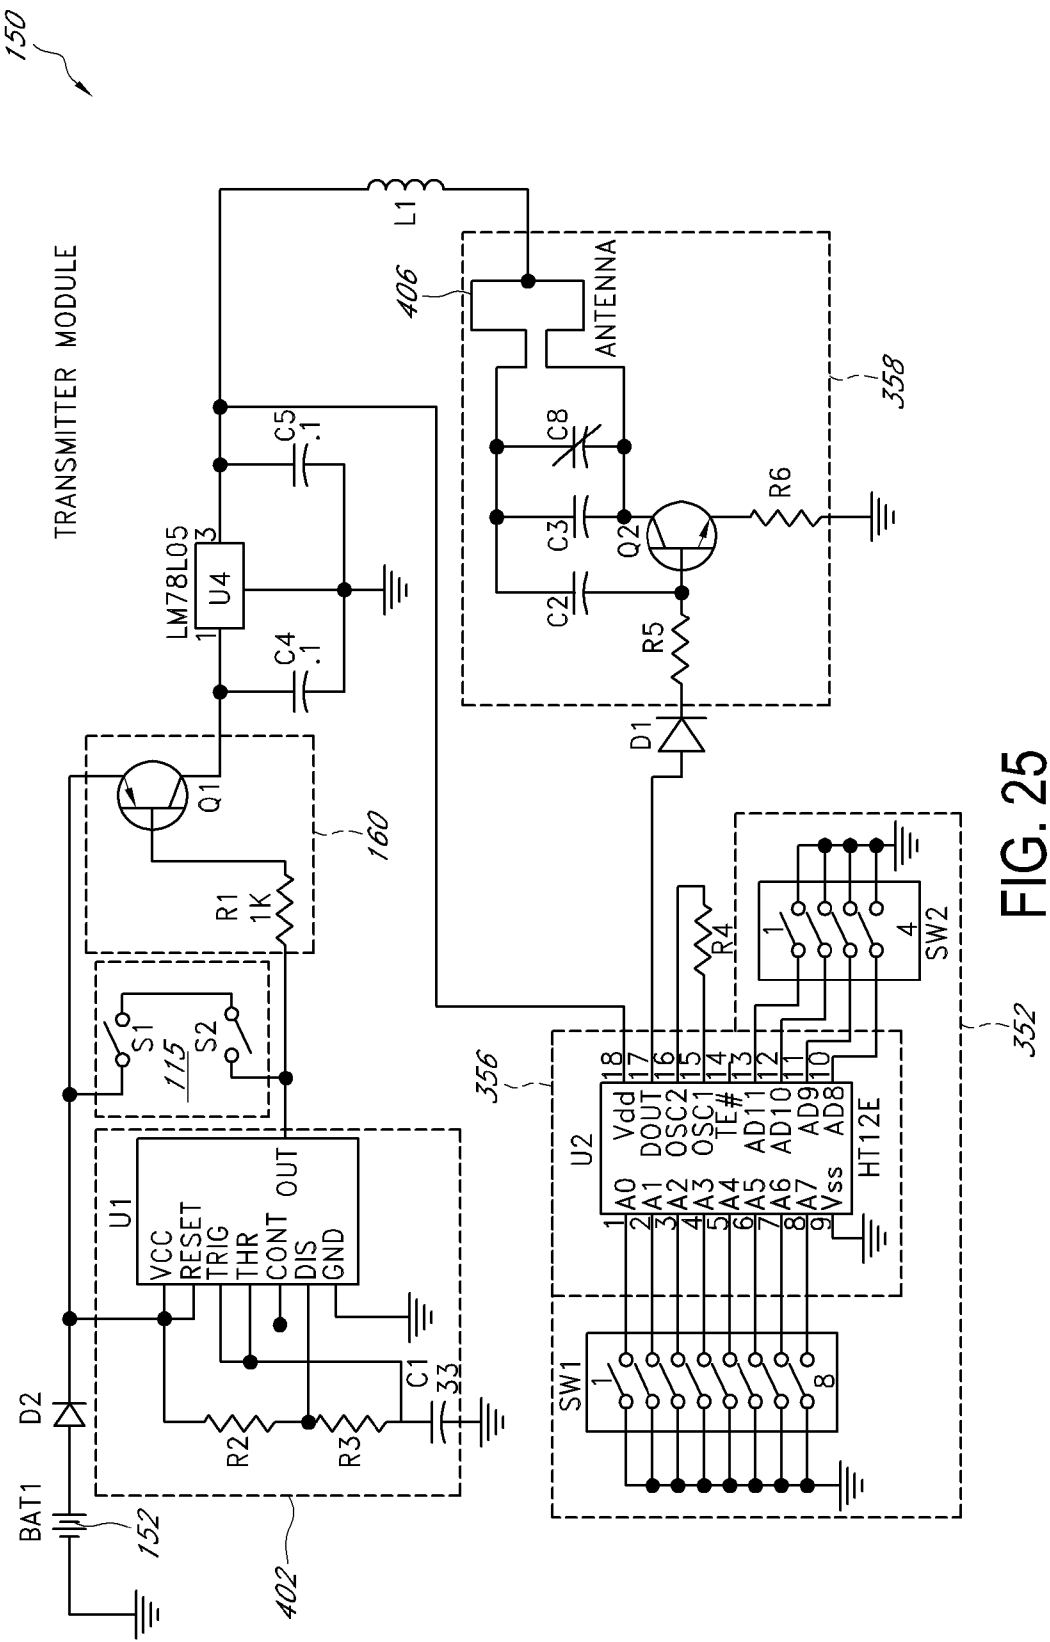 150
TRANSMITTER MODULE
BAT1
152
D2
402
U1
VCC
RESET
TRIG
THR
CONT
DIS
GND
OUT
R2
R3
C1
33
S1
S2
115
R1
1K
Q1
160
LM78L05
1
U4
3
C4
.1
C5
.1
L1
406
ANTENNA
C2
C3
C8
Q2
R5
R6
358
D1
SW1
1
8
356
U2
1
2
3
4
5
6
7
8
9
A0
A1
A2
A3
A4
A5
A6
A7
Vss
Vdd
DOUT
OSC2
OSC1
TE#
AD11
AD10
AD9
AD8
18
17
16
15
14
13
12
11
10
HT12E
R4
1
4
SW2
352
FIG. 25